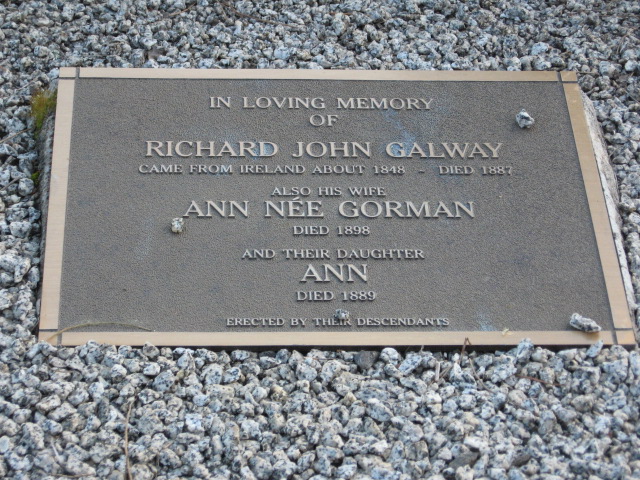 IN LOVING MEMORY
OF
RICHARD JOHN GALWAY
CAME FROM IRELAND ABOUT 1848 - DIED 1887
ALSO HIS WIFE
ANN NÉE GORMAN
DIED 1898
AND THEIR DAUGHTER
ANN
DIED 1889
ERECTED BY THEIR DESCENDANTS